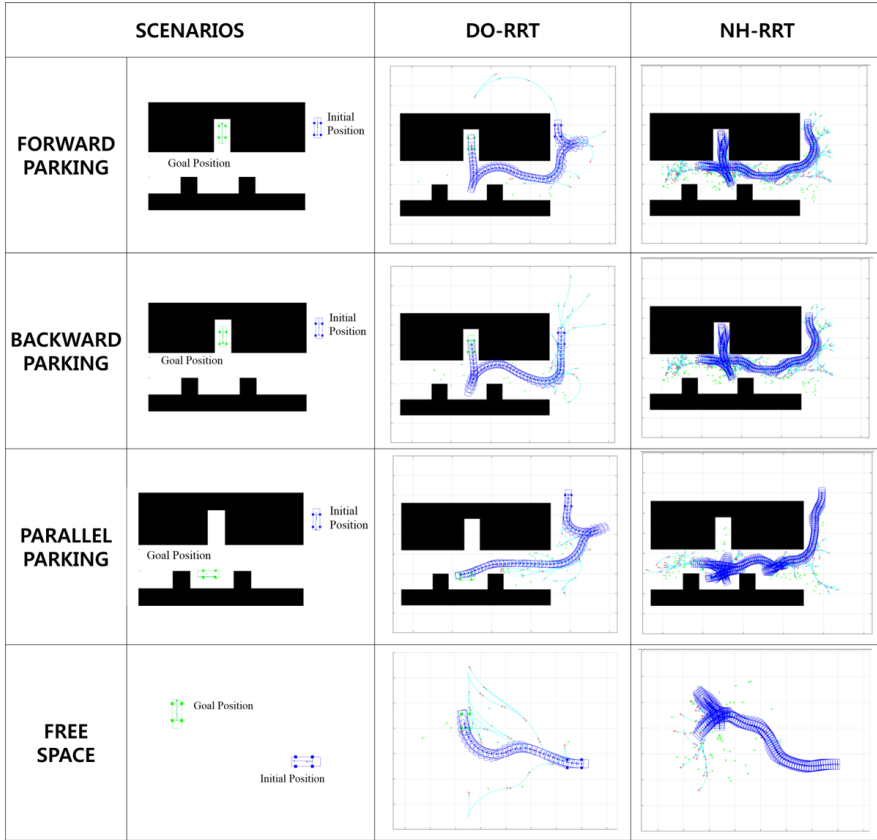 SCENARIOS
DO-RRT
NH-RRT
FORWARD
PARKING
Initial
Position
Goal Position
BACKWARD
PARKING
Initial
Position
Goal Position
PARALLEL
PARKING
Initial
Position
Goal Position
FREE
SPACE
Goal Position
Initial Position